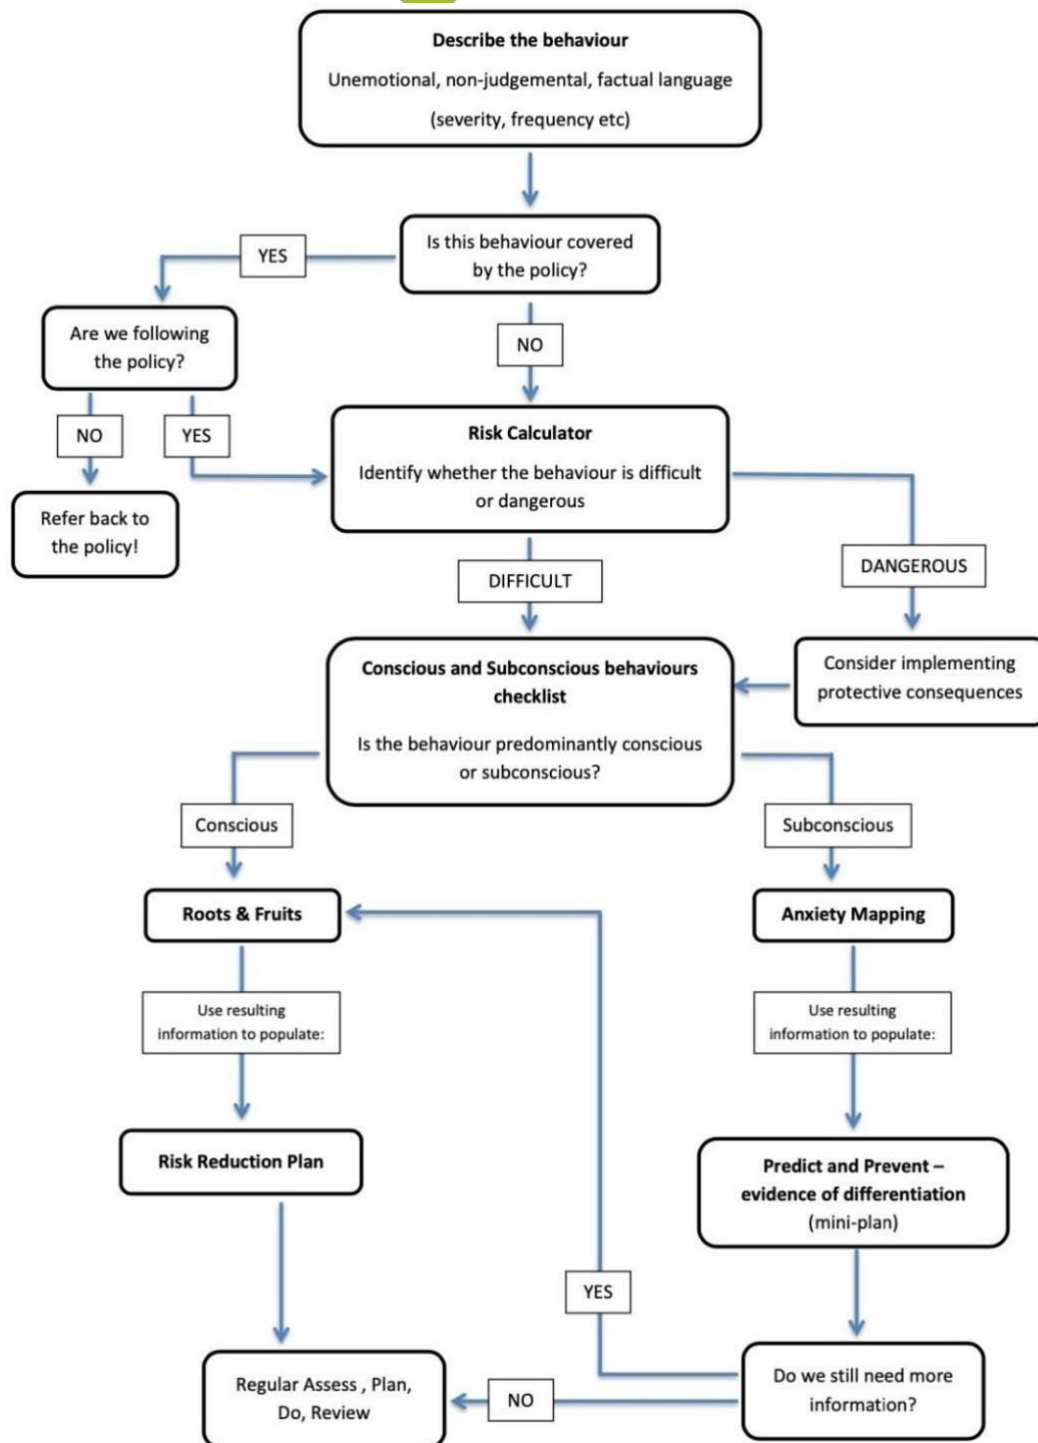 Describe the behaviour
Unemotional, non-judgemental, factual language
(severity, frequency etc)
Is this behaviour covered
by the policy?
YES
Are we following
the policy?
NO
NO
YES
Risk Calculator
Identify whether the behaviour is difficult
or dangerous
Refer back to
the policy!
DIFFICULT
DANGEROUS
Conscious and Subconscious behaviours
checklist
Is the behaviour predominantly conscious
or subconscious?
Consider implementing
protective consequences
Conscious
Subconscious
Roots & Fruits
Anxiety Mapping
Use resulting
information to populate:
Use resulting
information to populate:
Risk Reduction Plan
Predict and Prevent –
evidence of differentiation
(mini-plan)
YES
Regular Assess , Plan,
Do, Review
NO
Do we still need more
information?